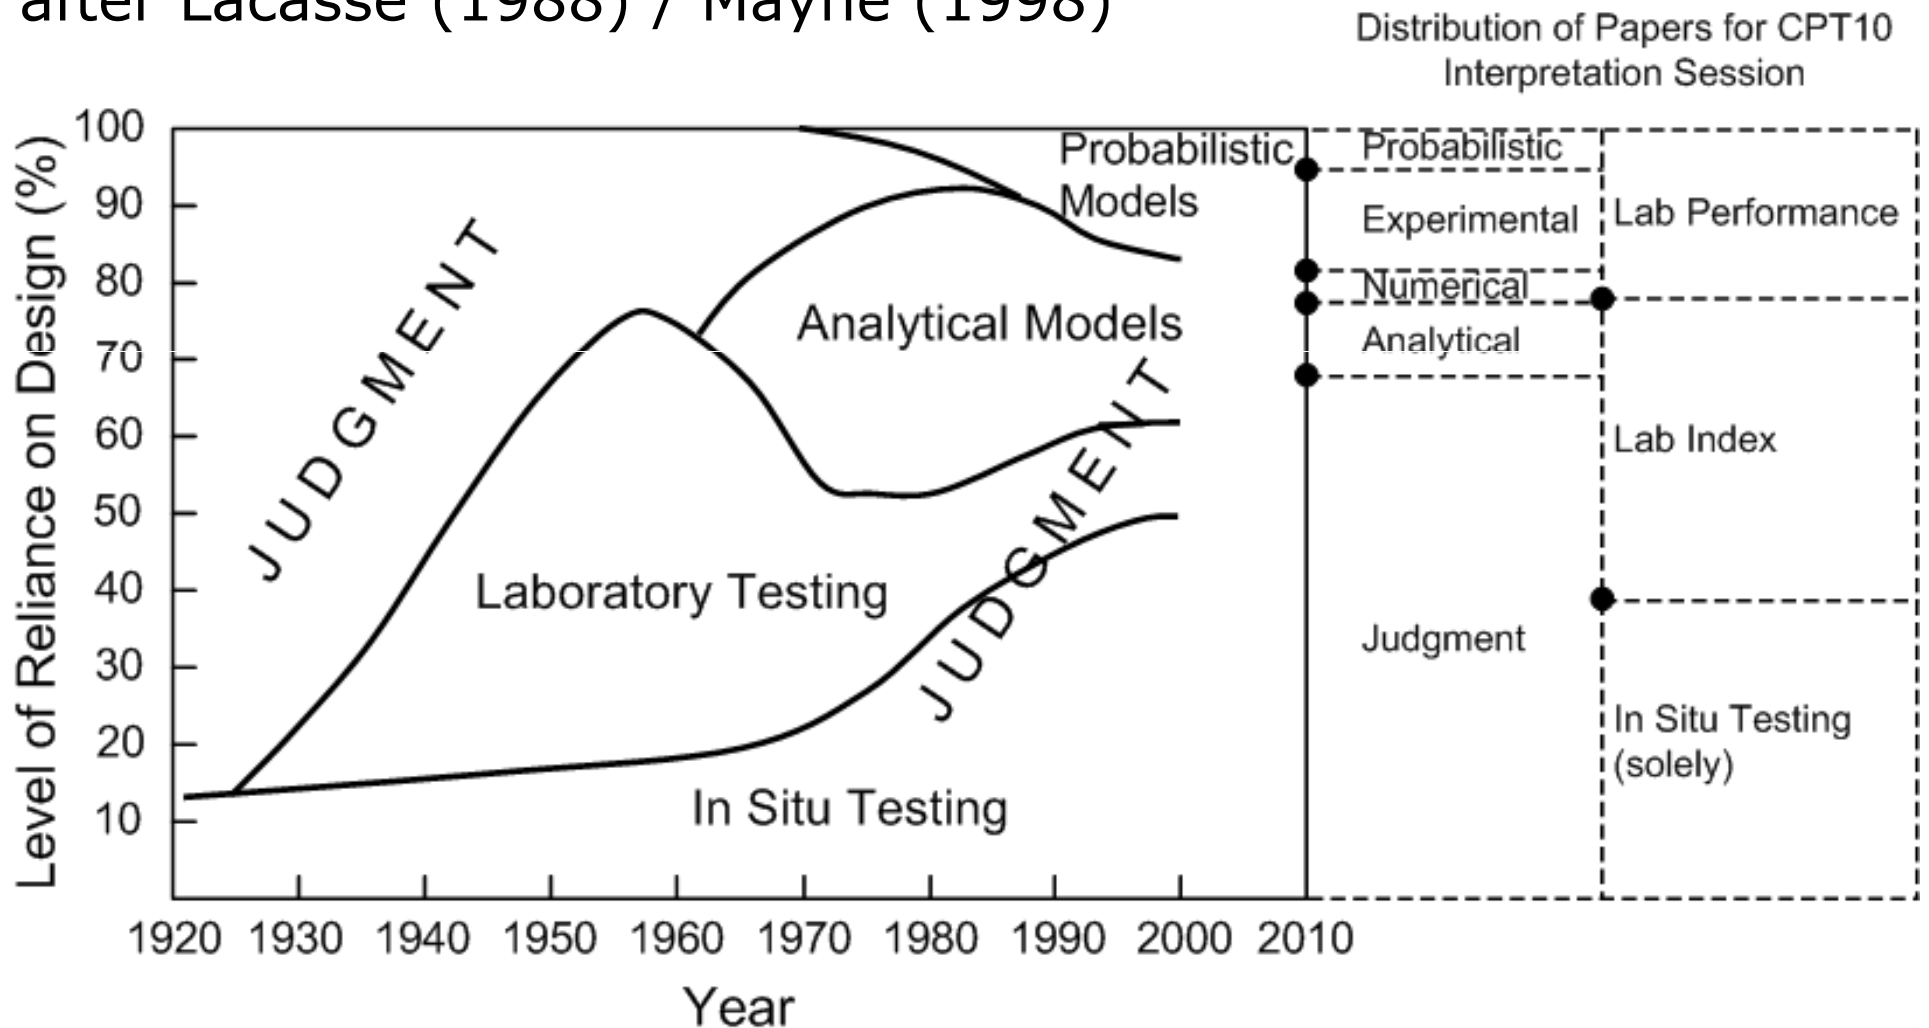 after Lacasse (1988) / Mayne (1998)
Distribution of Papers for CPT10
Interpretation Session
Level of Reliance on Design (%)
100
90
80
70
60
50
40
30
20
10
JUDGMENT
Probabilistic
Models
Analytical Models
Laboratory Testing
JUDGMENT
In Situ Testing
Probabilistic
Experimental
Numerical
Analytical
Judgment
Lab Performance
Lab Index
In Situ Testing
(solely)
1920 1930 1940 1950 1960 1970 1980 1990 2000 2010
Year